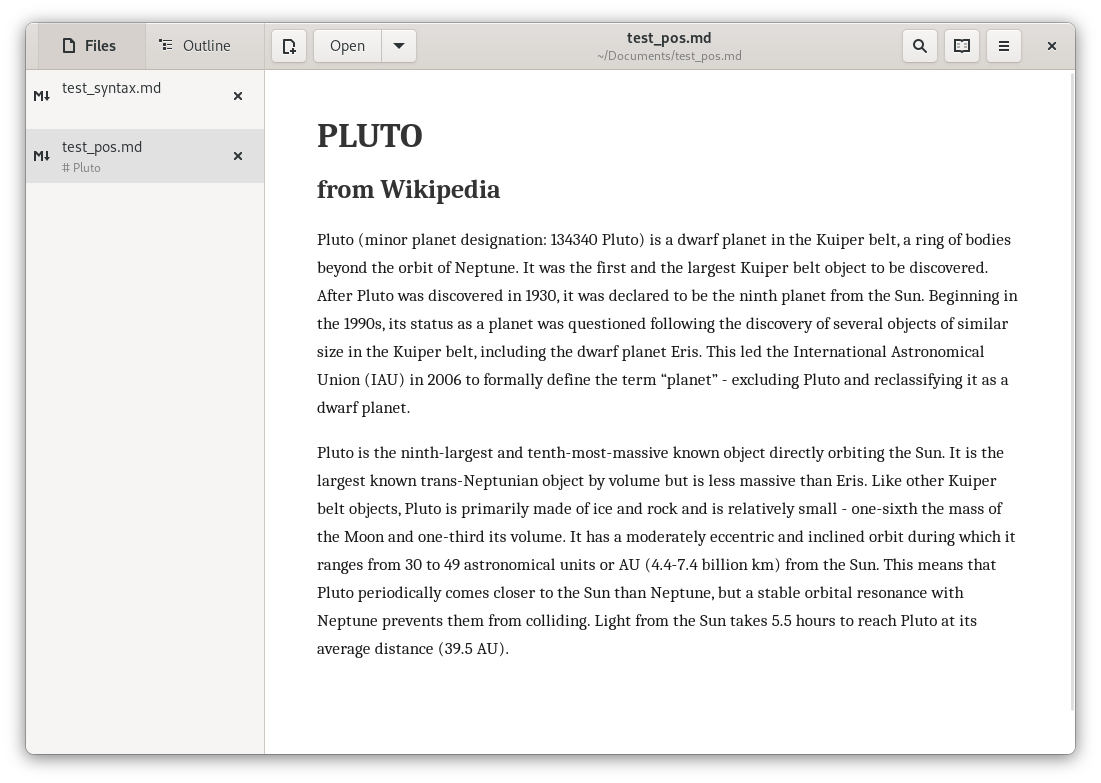 Files
Outline
Open
test_pos.md
~/Documents/test_pos.md
M↓ test_syntax.md
M↓ test_pos.md
# Pluto
PLUTO
from Wikipedia
Pluto (minor planet designation: 134340 Pluto) is a dwarf planet in the Kuiper belt, a ring of bodies
beyond the orbit of Neptune. It was the first and the largest Kuiper belt object to be discovered.
After Pluto was discovered in 1930, it was declared to be the ninth planet from the Sun. Beginning in
the 1990s, its status as a planet was questioned following the discovery of several objects of similar
size in the Kuiper belt, including the dwarf planet Eris. This led the International Astronomical
Union (IAU) in 2006 to formally define the term “planet” - excluding Pluto and reclassifying it as a
dwarf planet.
Pluto is the ninth-largest and tenth-most-massive known object directly orbiting the Sun. It is the
largest known trans-Neptunian object by volume but is less massive than Eris. Like other Kuiper
belt objects, Pluto is primarily made of ice and rock and is relatively small - one-sixth the mass of
the Moon and one-third its volume. It has a moderately eccentric and inclined orbit during which it
ranges from 30 to 49 astronomical units or AU (4.4-7.4 billion km) from the Sun. This means that
Pluto periodically comes closer to the Sun than Neptune, but a stable orbital resonance with
Neptune prevents them from colliding. Light from the Sun takes 5.5 hours to reach Pluto at its
average distance (39.5 AU).